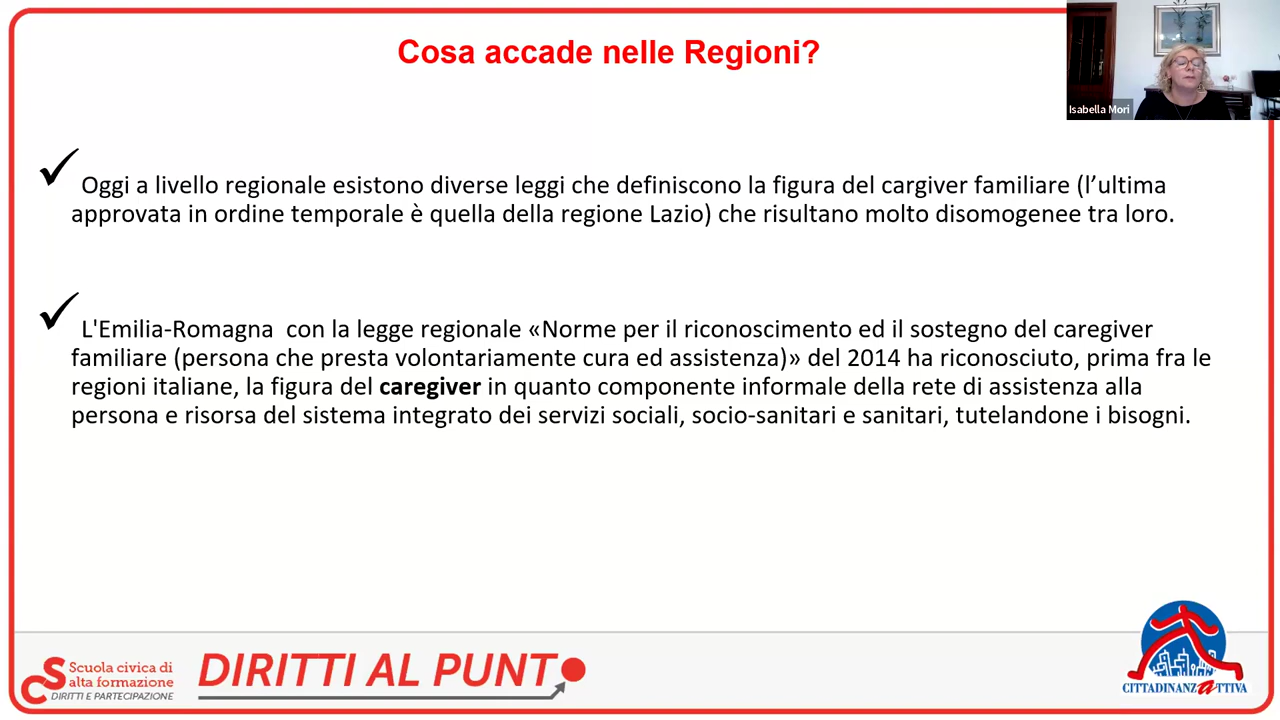 Cosa accade nelle Regioni?
Isabella Mori
Oggi a livello regionale esistono diverse leggi che definiscono la figura del cargiver familiare (l’ultima
approvata in ordine temporale è quella della regione Lazio) che risultano molto disomogenee tra loro.
L'Emilia-Romagna con la legge regionale «Norme per il riconoscimento ed il sostegno del caregiver
familiare (persona che presta volontariamente cura ed assistenza)» del 2014 ha riconosciuto, prima fra le
regioni italiane, la figura del caregiver in quanto componente informale della rete di assistenza alla
persona e risorsa del sistema integrato dei servizi sociali, socio-sanitari e sanitari, tutelandone i bisogni.
CS Scuola civica di
alta formazione
DIRITTI E PARTECIPAZIONE
DIRITTI AL PUNTO
CITTADINANZATTIVA